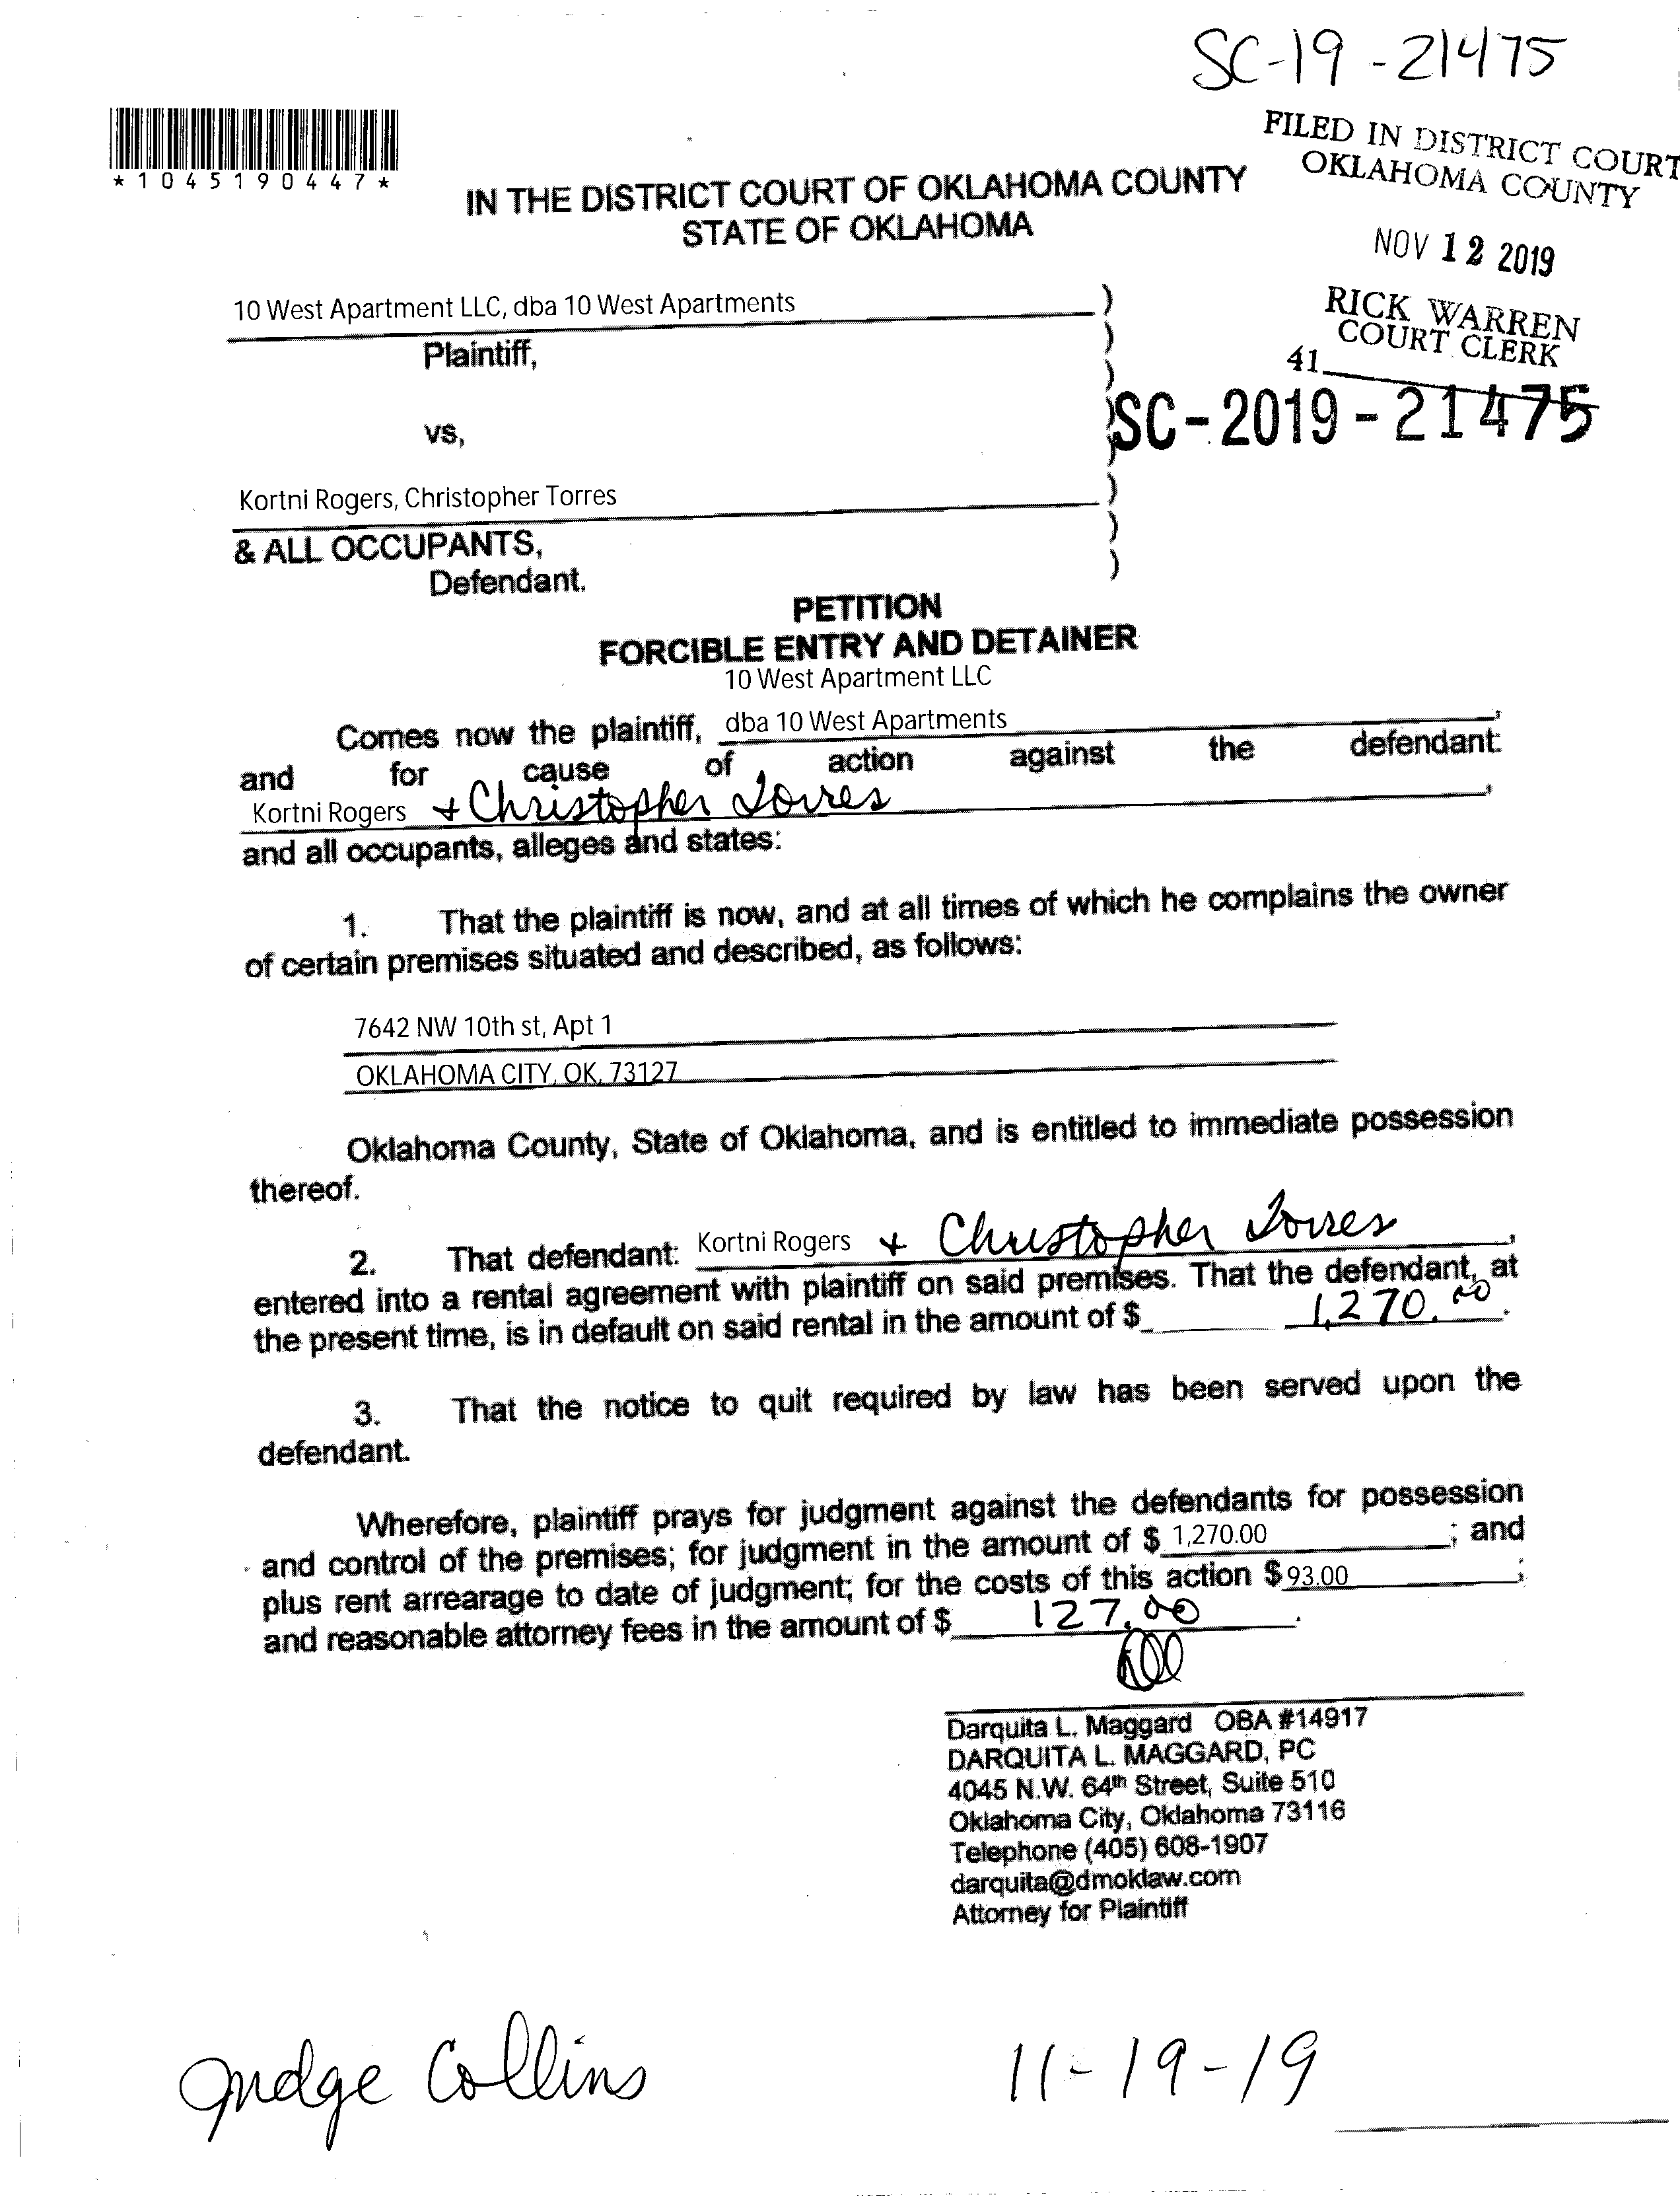 SC-19-21475
FILED IN DISTRICT COURT
OKLAHOMA COUNTY
*1045190447*
IN THE DISTRICT COURT OF OKLAHOMA COUNTY
STATE OF OKLAHOMA
NOV 12 2019
RICK WARREN
COURT CLERK
41
SC-2019-21475
10 West Apartment LLC, dba 10 West Apartments )
Plaintiff, )
)
vs, )
)
Kortni Rogers, Christopher Torres )
& ALL OCCUPANTS, )
Defendant. )
PETITION
FORCIBLE ENTRY AND DETAINER
10 West Apartment LLC
Comes now the plaintiff, dba 10 West Apartments,
and for cause of action against the defendant:
Kortni Rogers + Christopher Torres,
and all occupants, alleges and states:
1. That the plaintiff is now, and at all times of which he complains the owner
of certain premises situated and described, as follows:
7642 NW 10th st, Apt 1
OKLAHOMA CITY, OK, 73127
Oklahoma County, State of Oklahoma, and is entitled to immediate possession
thereof.
2. That defendant: Kortni Rogers + Christopher Torres,
entered into a rental agreement with plaintiff on said premises. That the defendant, at
the present time, is in default on said rental in the amount of $ 1,270.00.
3. That the notice to quit required by law has been served upon the
defendant.
Wherefore, plaintiff prays for judgment against the defendants for possession
and control of the premises; for judgment in the amount of $ 1,270.00; and
plus rent arrearage to date of judgment; for the costs of this action $ 93.00;
and reasonable attorney fees in the amount of $ 127.00.
Darquita L. Maggard OBA #14917
DARQUITA L. MAGGARD, PC
4045 N.W. 64th Street, Suite 510
Oklahoma City, Oklahoma 73116
Telephone (405) 608-1907
darquita@dmoklaw.com
Attorney for Plaintiff
Judge Collins 11-19-19